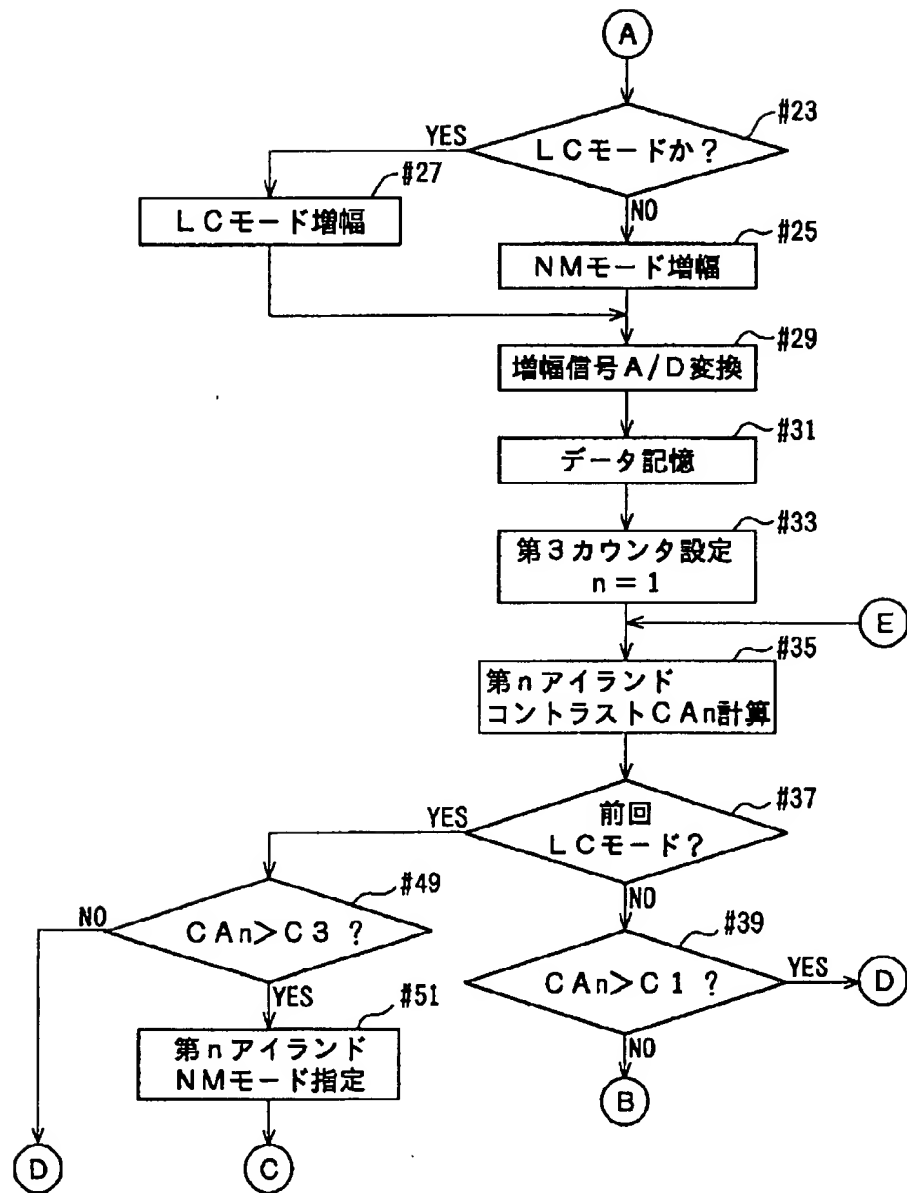 A
#23
LCモードか?
YES
NO
#27
LCモード増幅
#25
NMモード増幅
#29
増幅信号A/D変換
#31
データ記憶
#33
第3カウンタ設定
n=1
E
#35
第nアイランド
コントラストCAn計算
#37
前回
LCモード?
YES
NO
#49
CAn>C3?
NO
YES
#39
CAn>C1?
YES
D
NO
B
#51
第nアイランド
NMモード指定
D
C